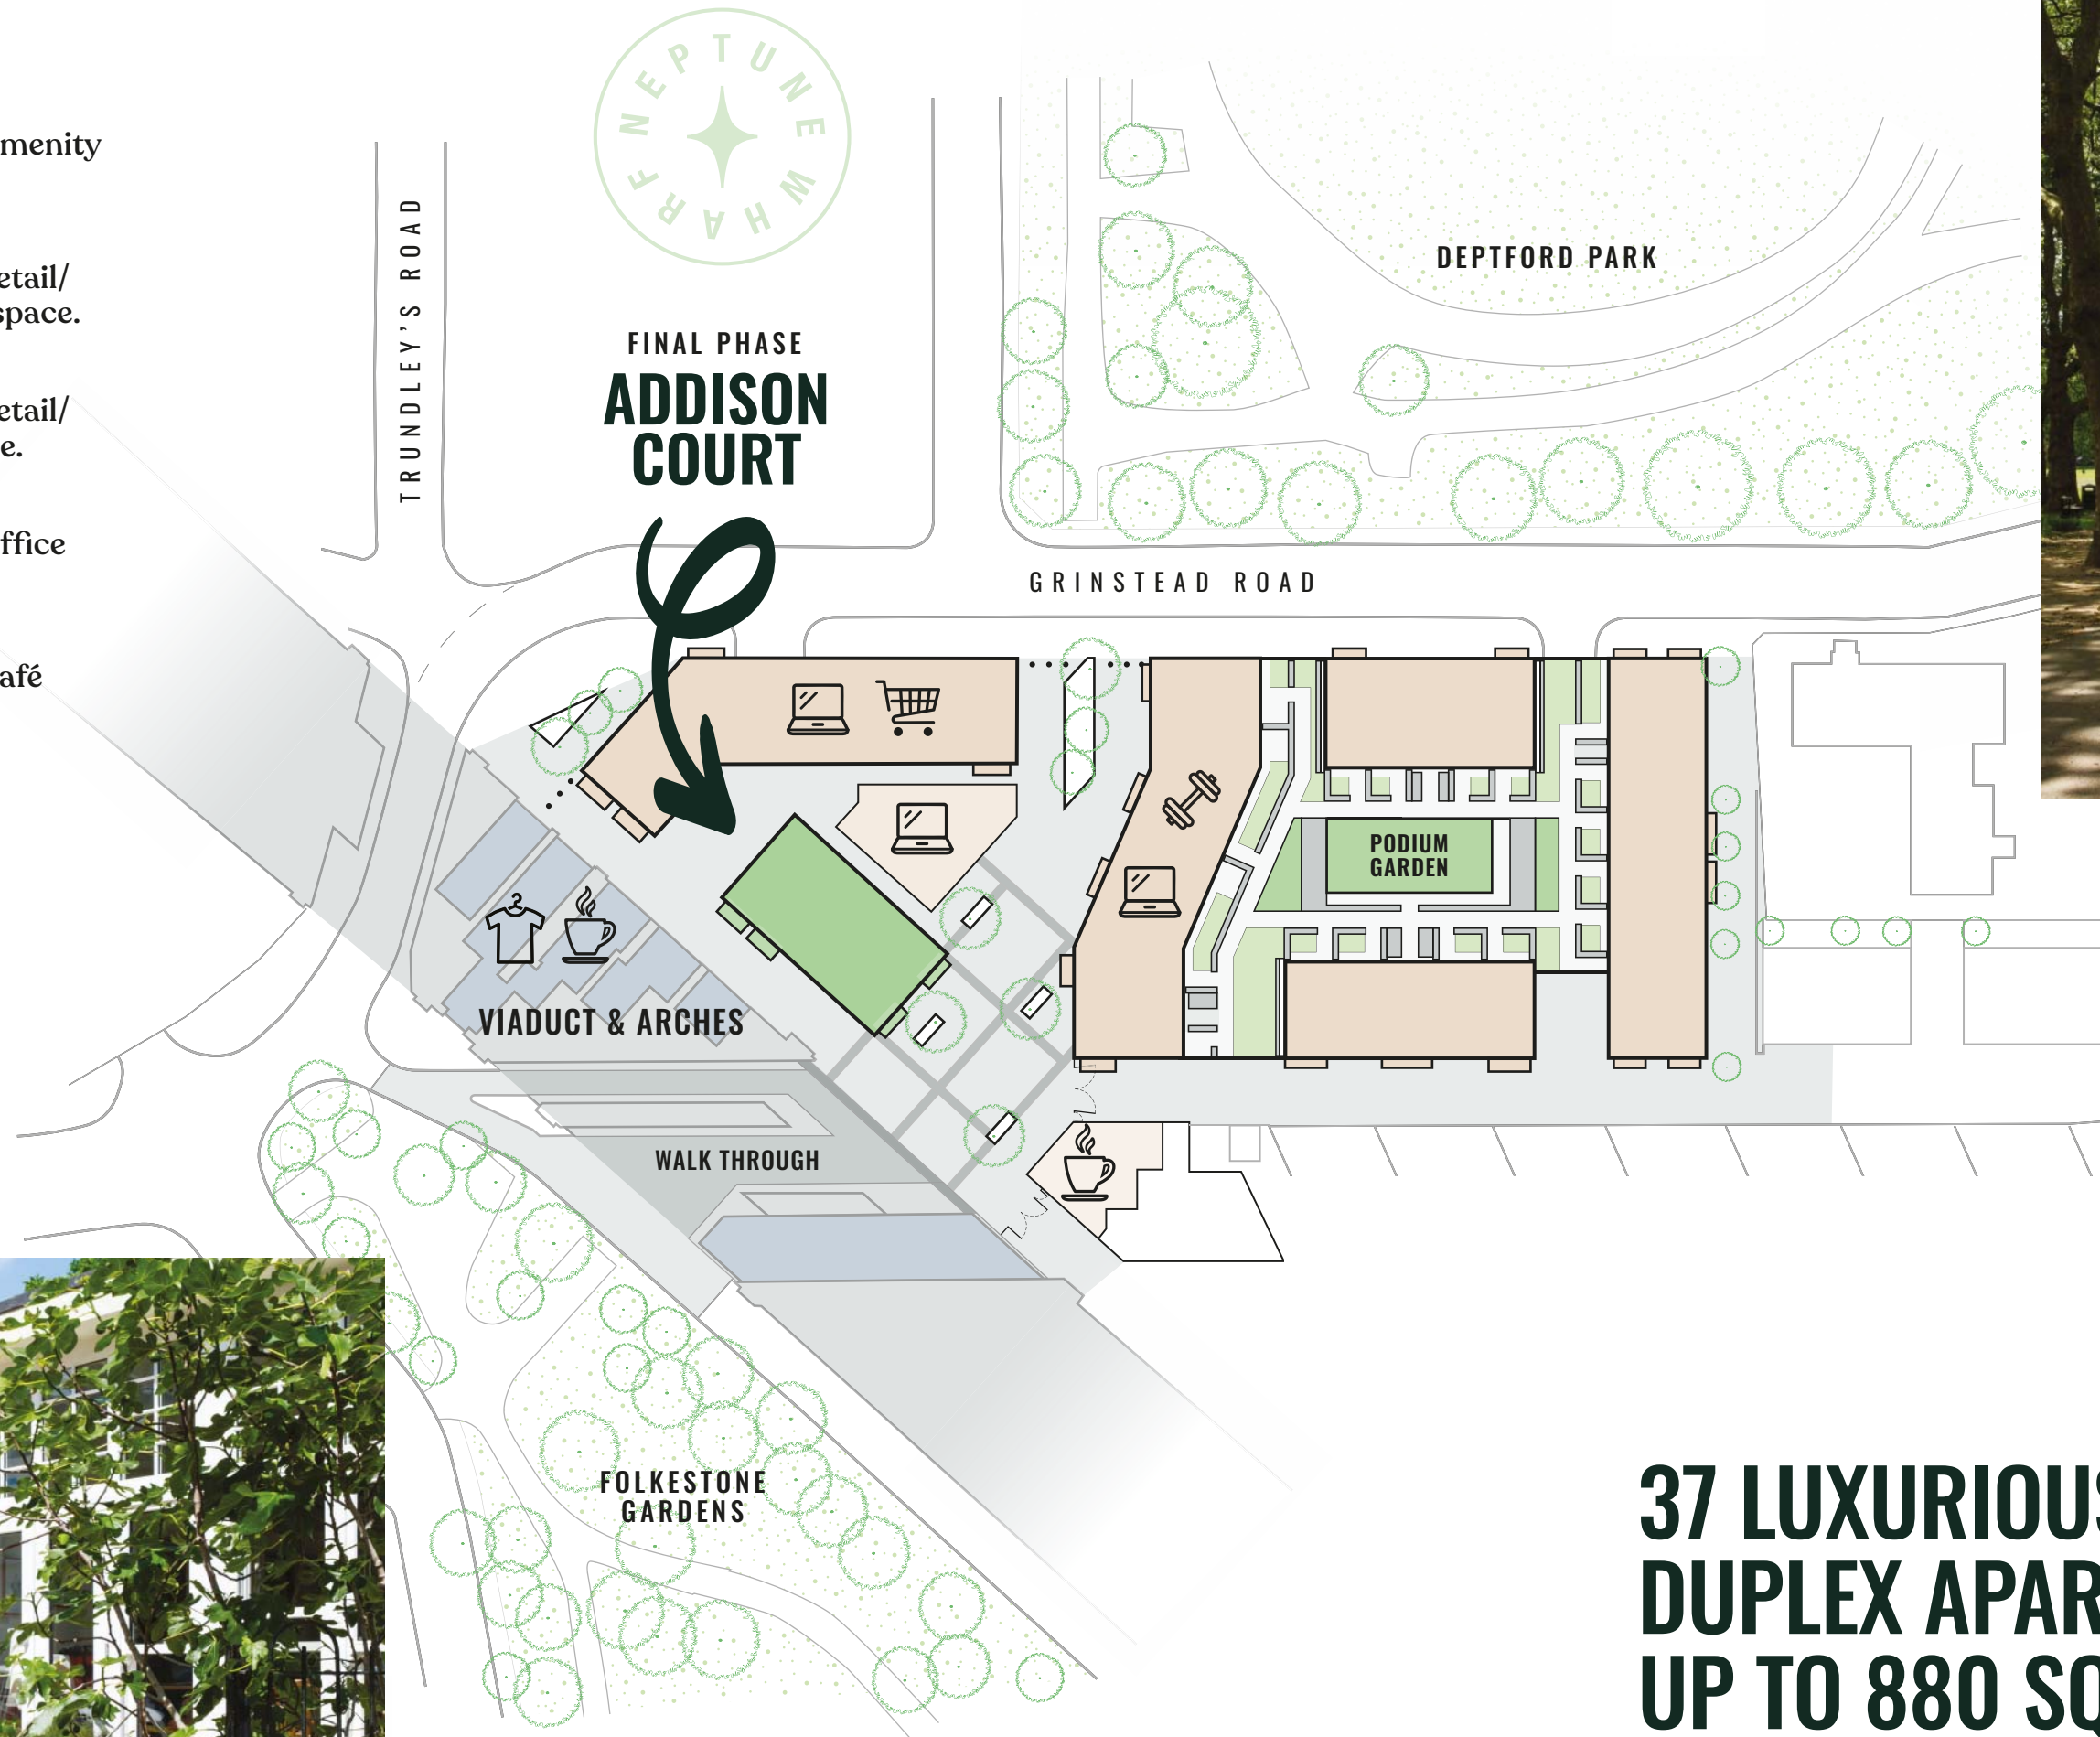 menity
etail/
space.
etail/
e.
ffice
afé
NEPTUNE WHARF
TRUNDLEY'S ROAD
FINAL PHASE
ADDISON
COURT
DEPTFORD PARK
GRINSTEAD ROAD
PODIUM
GARDEN
VIADUCT & ARCHES
WALK THROUGH
FOLKESTONE
GARDENS
37 LUXURIOUS
DUPLEX APAR
UP TO 880 SQ